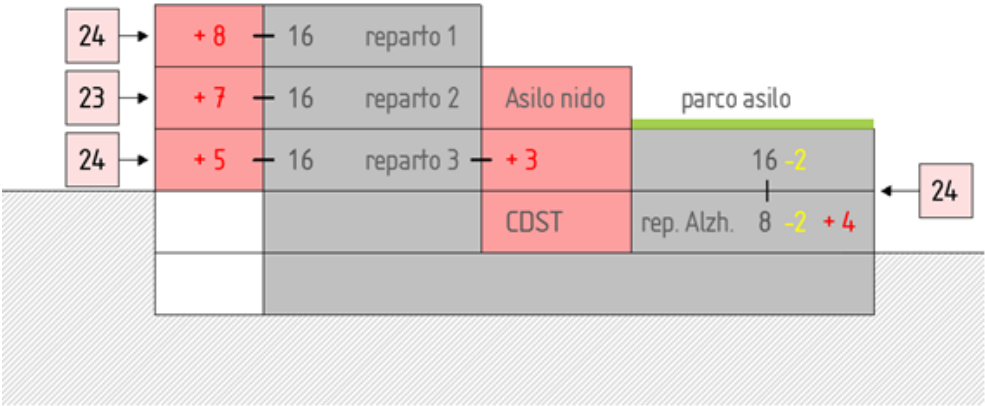 24 + 8 16 reparto 1
23 + 7 16 reparto 2 Asilo nido parco asilo
24 + 5 16 reparto 3 + 3 16 -2
24
CDST rep. Alzh. 8 -2 + 4